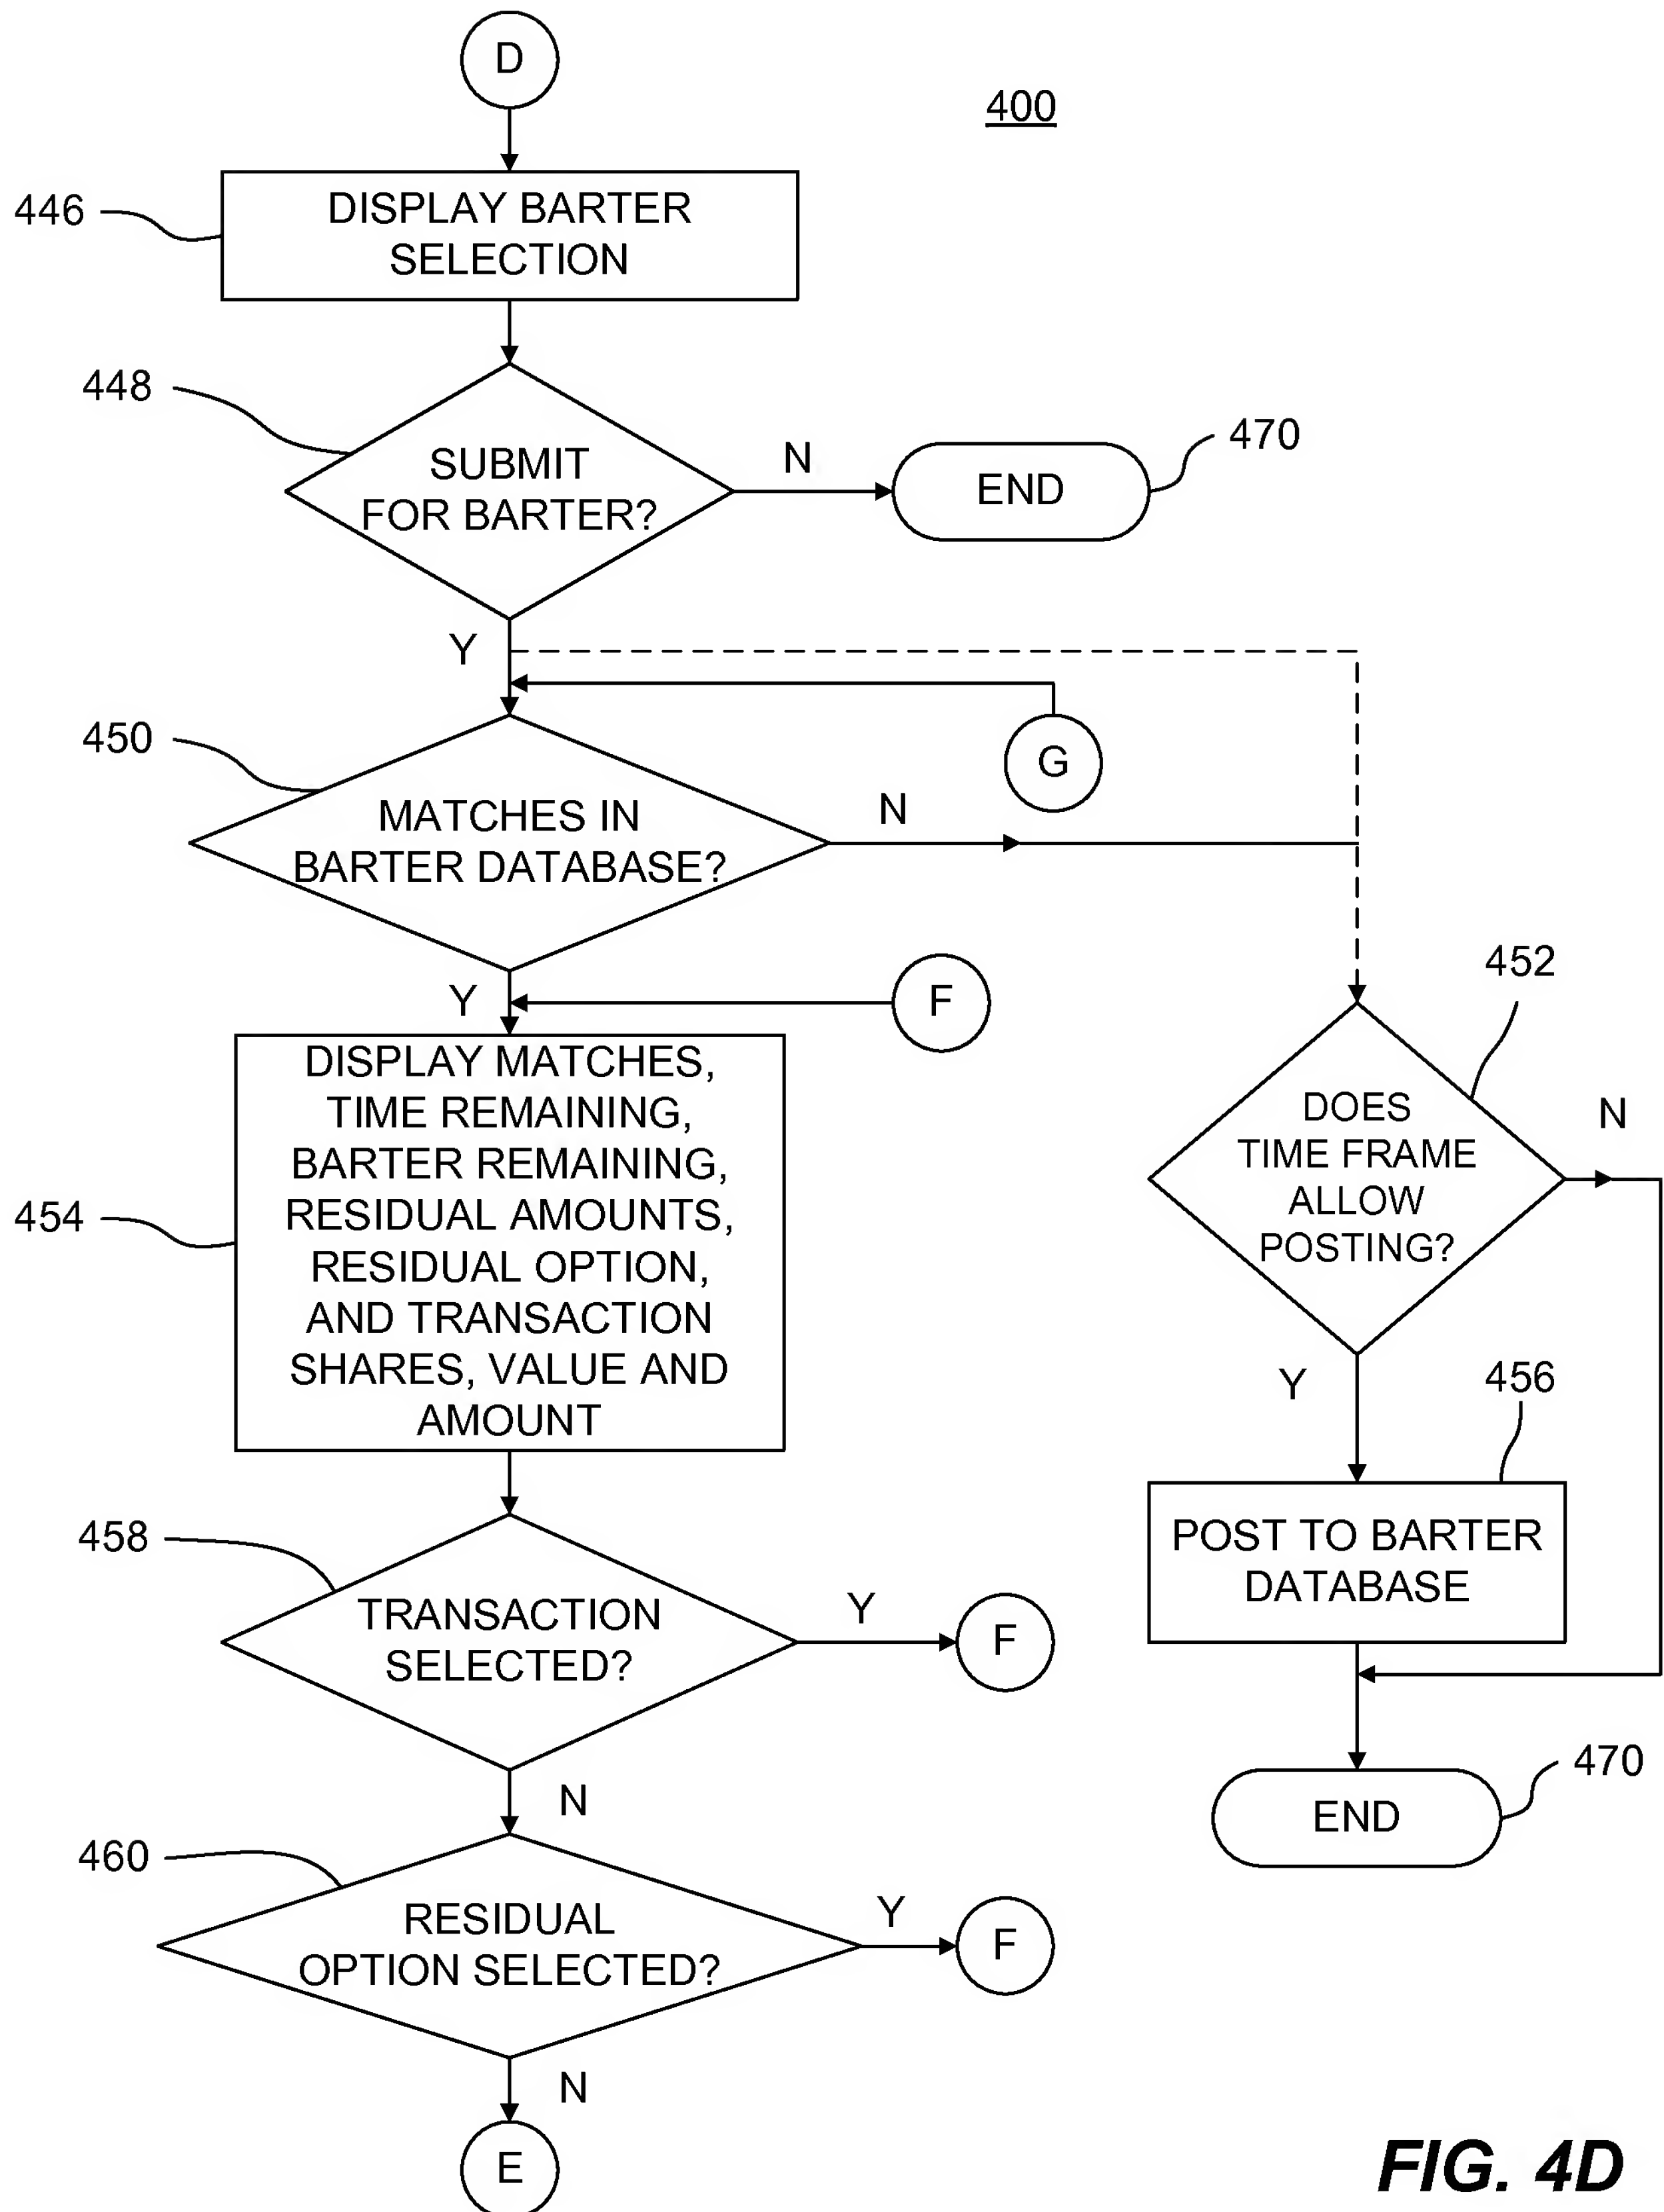 D
400
446
DISPLAY BARTER
SELECTION
448
SUBMIT
FOR BARTER?
N
END
470
Y
G
450
MATCHES IN
BARTER DATABASE?
N
Y
F
452
DOES
TIME FRAME
ALLOW
POSTING?
N
454
DISPLAY MATCHES,
TIME REMAINING,
BARTER REMAINING,
RESIDUAL AMOUNTS,
RESIDUAL OPTION,
AND TRANSACTION
SHARES, VALUE AND
AMOUNT
Y
456
POST TO BARTER
DATABASE
458
TRANSACTION
SELECTED?
Y
F
N
END
470
460
RESIDUAL
OPTION SELECTED?
Y
F
N
E
FIG. 4D